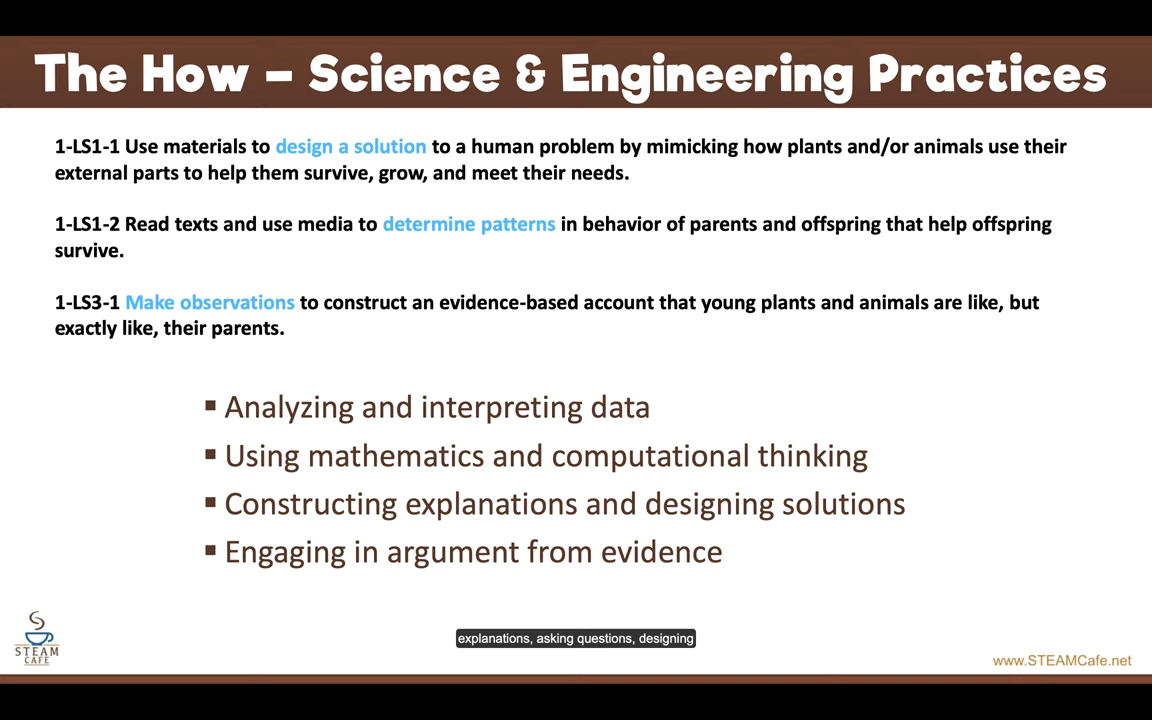 The How – Science & Engineering Practices
1-LS1-1 Use materials to design a solution to a human problem by mimicking how plants and/or animals use their
external parts to help them survive, grow, and meet their needs.
1-LS1-2 Read texts and use media to determine patterns in behavior of parents and offspring that help offspring
survive.
1-LS3-1 Make observations to construct an evidence-based account that young plants and animals are like, but
exactly like, their parents.
▪ Analyzing and interpreting data
▪ Using mathematics and computational thinking
▪ Constructing explanations and designing solutions
▪ Engaging in argument from evidence
explanations, asking questions, designing
STEAM
CAFE
www.STEAMCafe.net